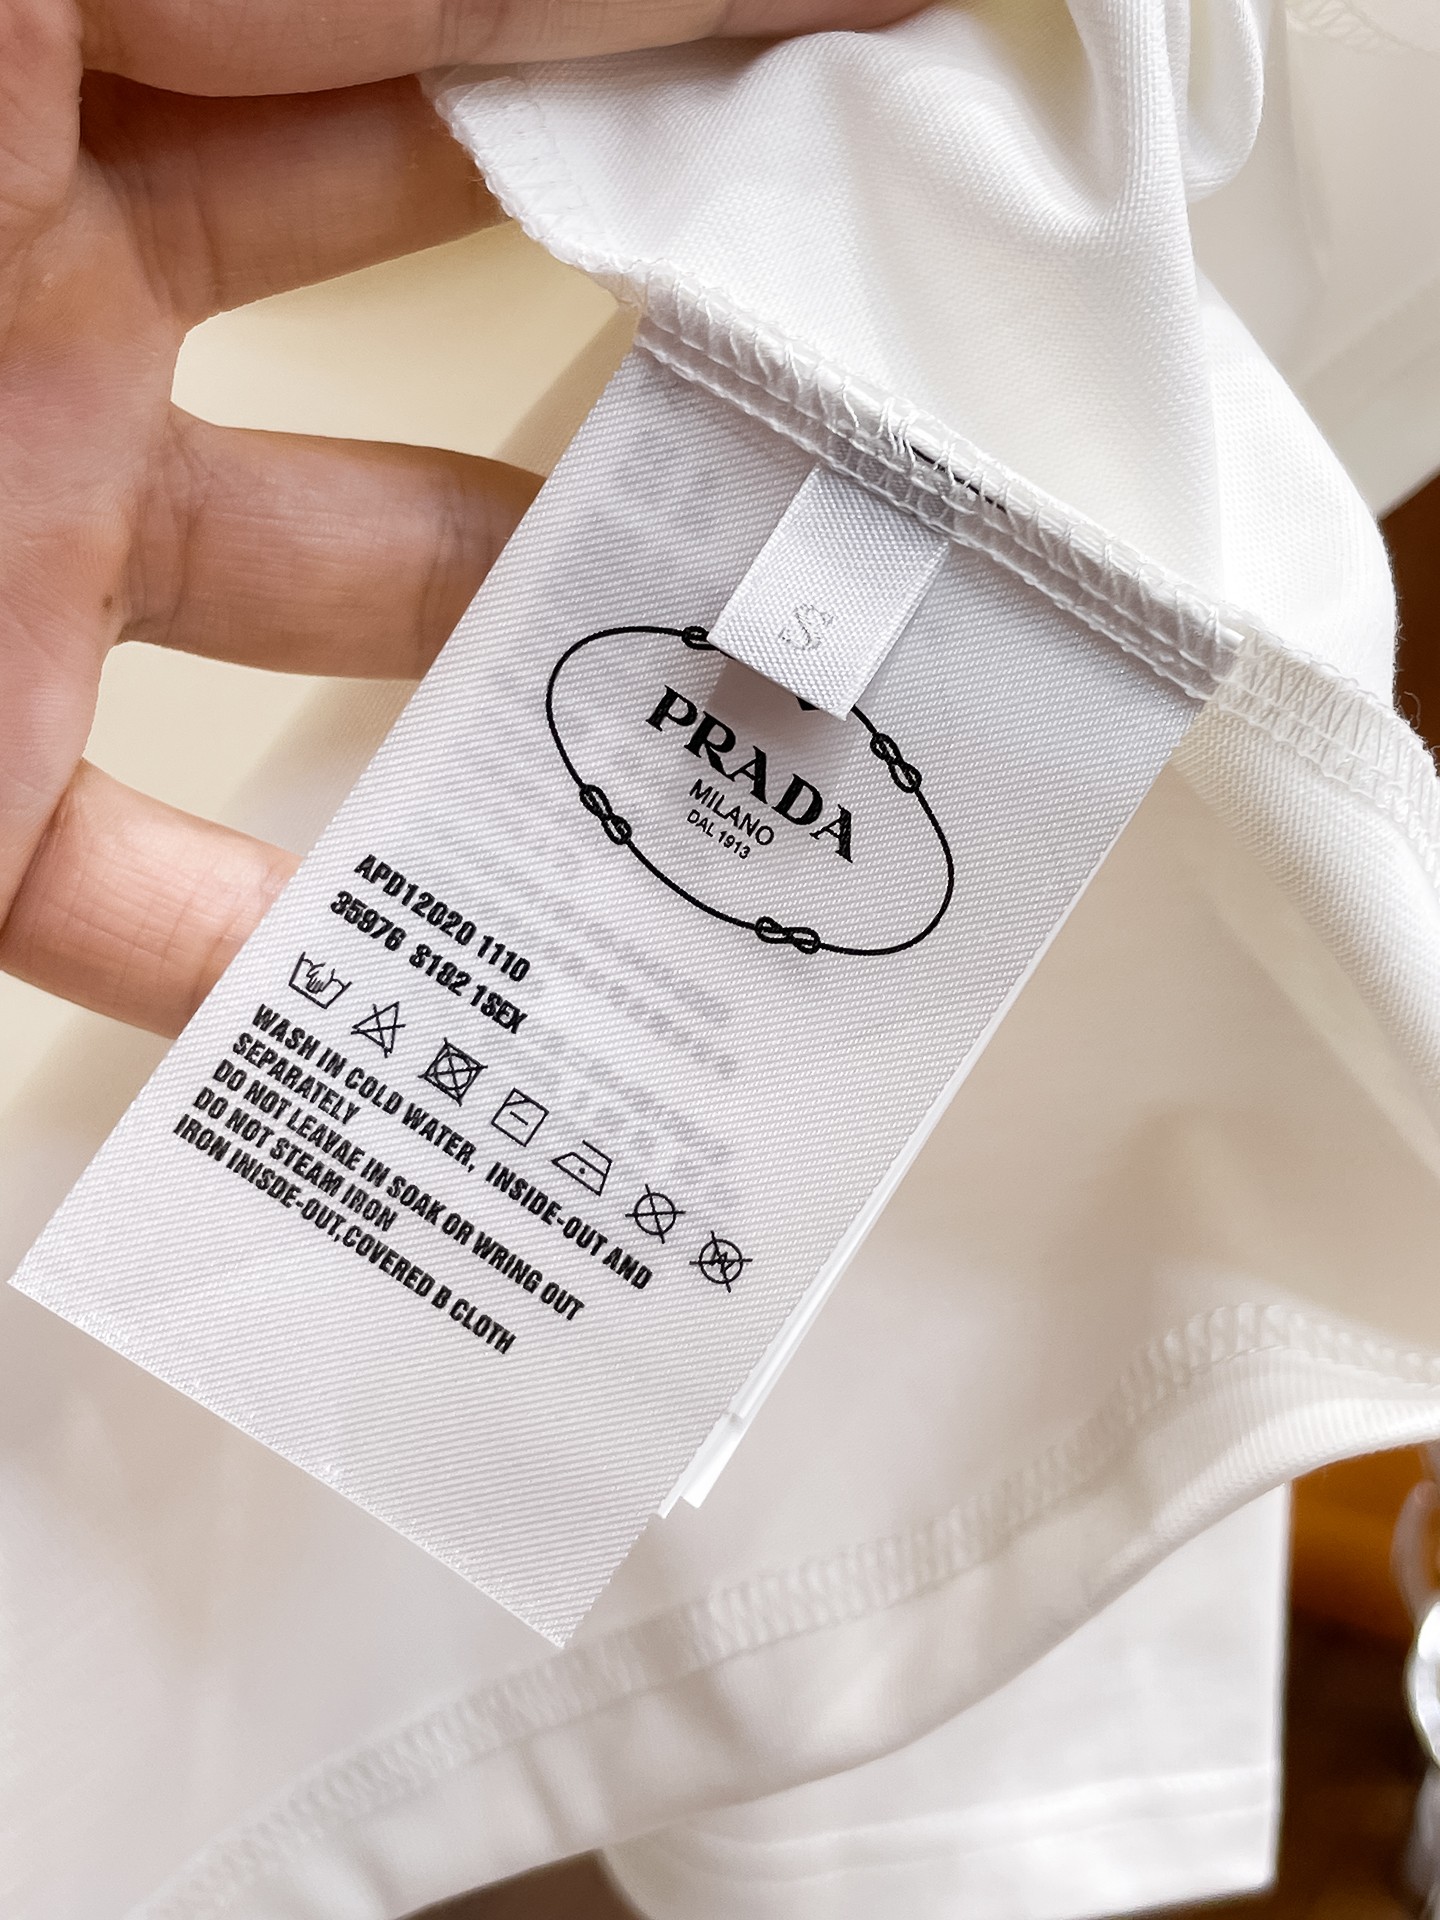 S
PRADA
MILANO
DAL 1913
APD12020 1110
35976 S182 1SEX
WASH IN COLD WATER, INSIDE-OUT AND
SEPARATELY
DO NOT LEAVAE IN SOAK OR WRING OUT
DO NOT STEAM IRON
IRON INISDE-OUT,COVERED B CLOTH